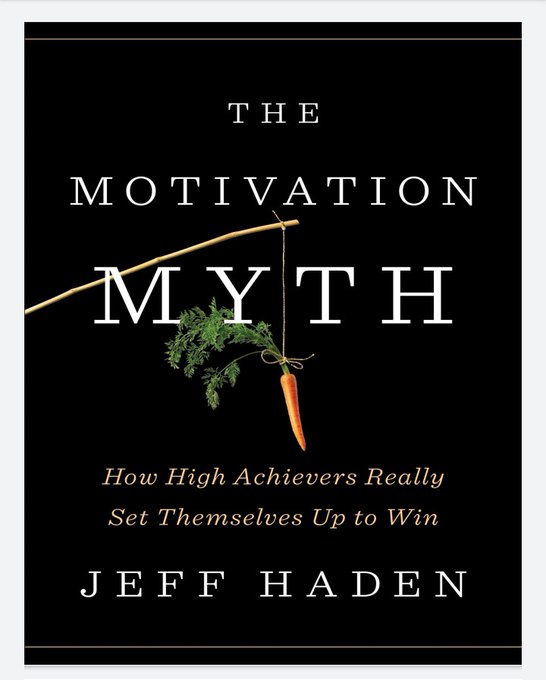 THE
MOTIVATION
MYTH
How High Achievers Really
Set Themselves Up to Win
JEFF HADEN